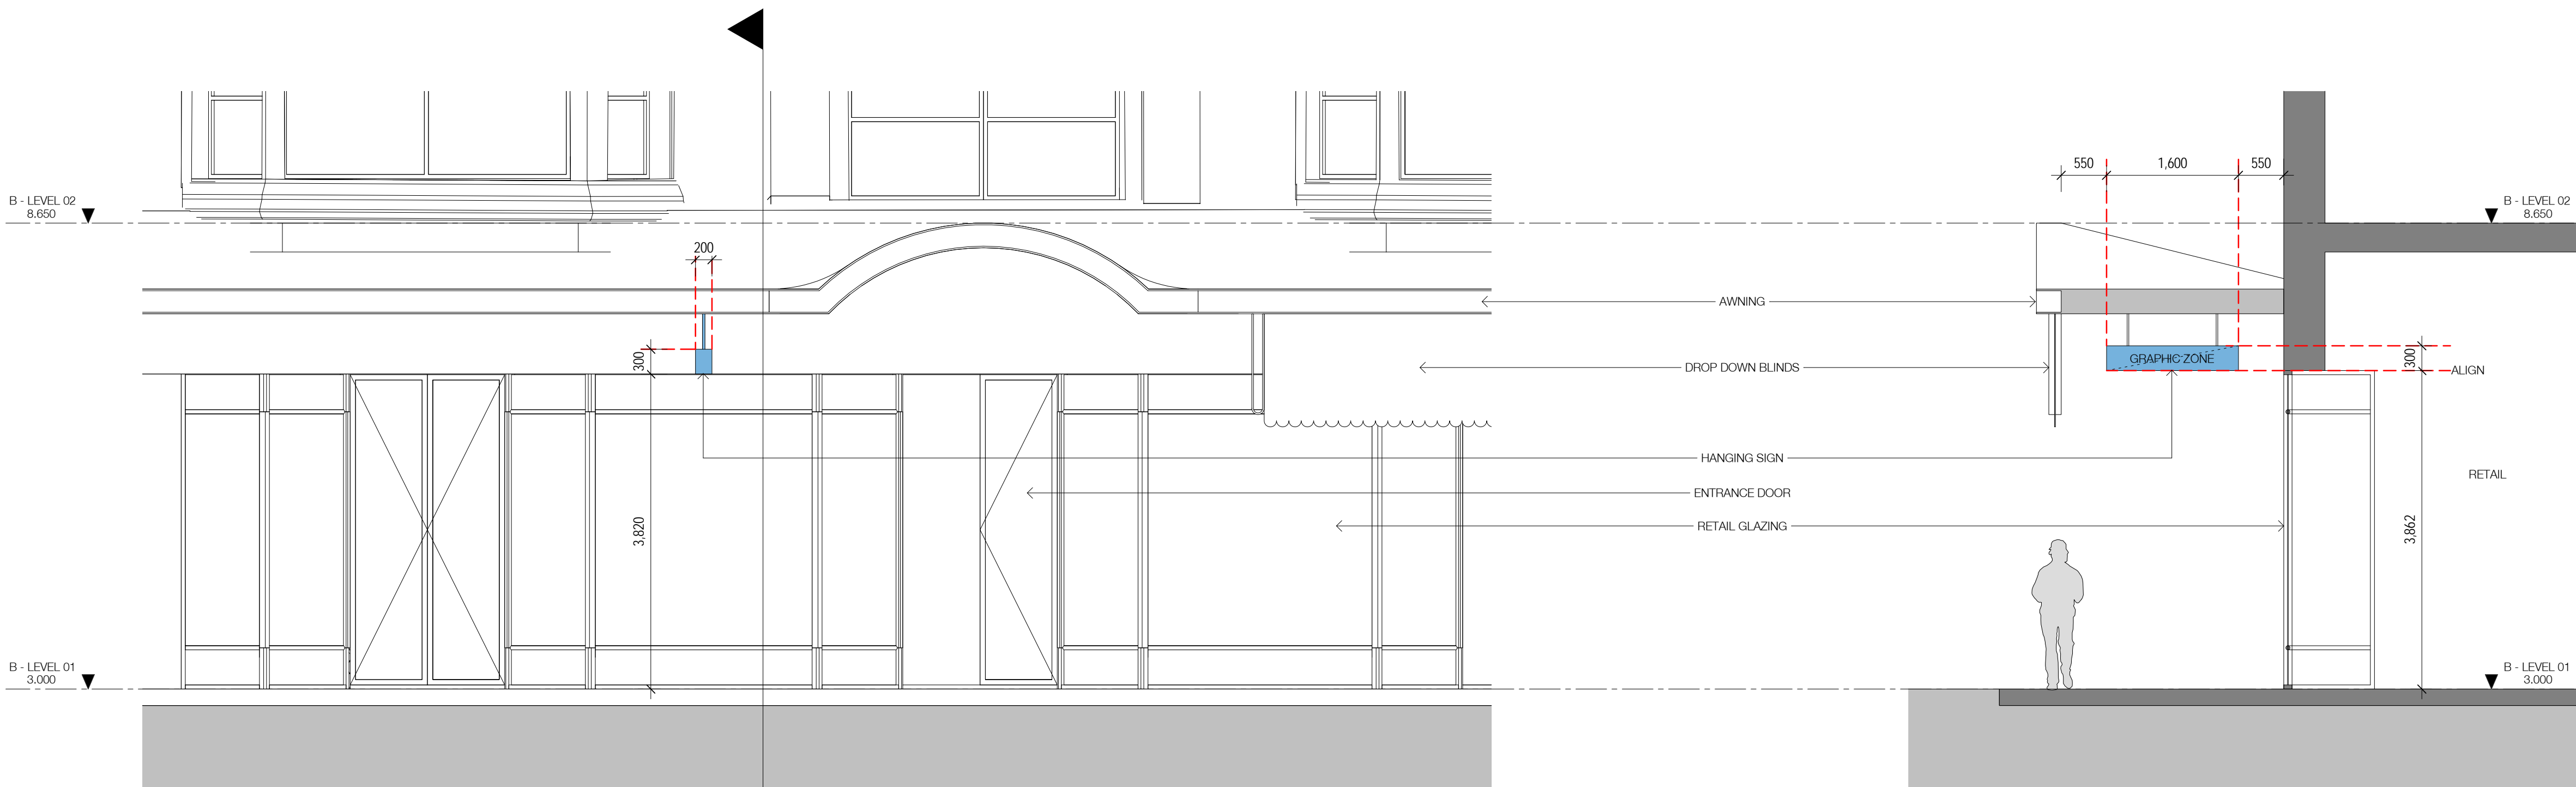 550 1,600 550
B - LEVEL 02
8.650
B - LEVEL 02
8.650
200
AWNING
300
GRAPHIC ZONE
300
DROP DOWN BLINDS
ALIGN
HANGING SIGN
RETAIL
ENTRANCE DOOR
3,820
RETAIL GLAZING
3,862
B - LEVEL 01
3.000
B - LEVEL 01
3.000